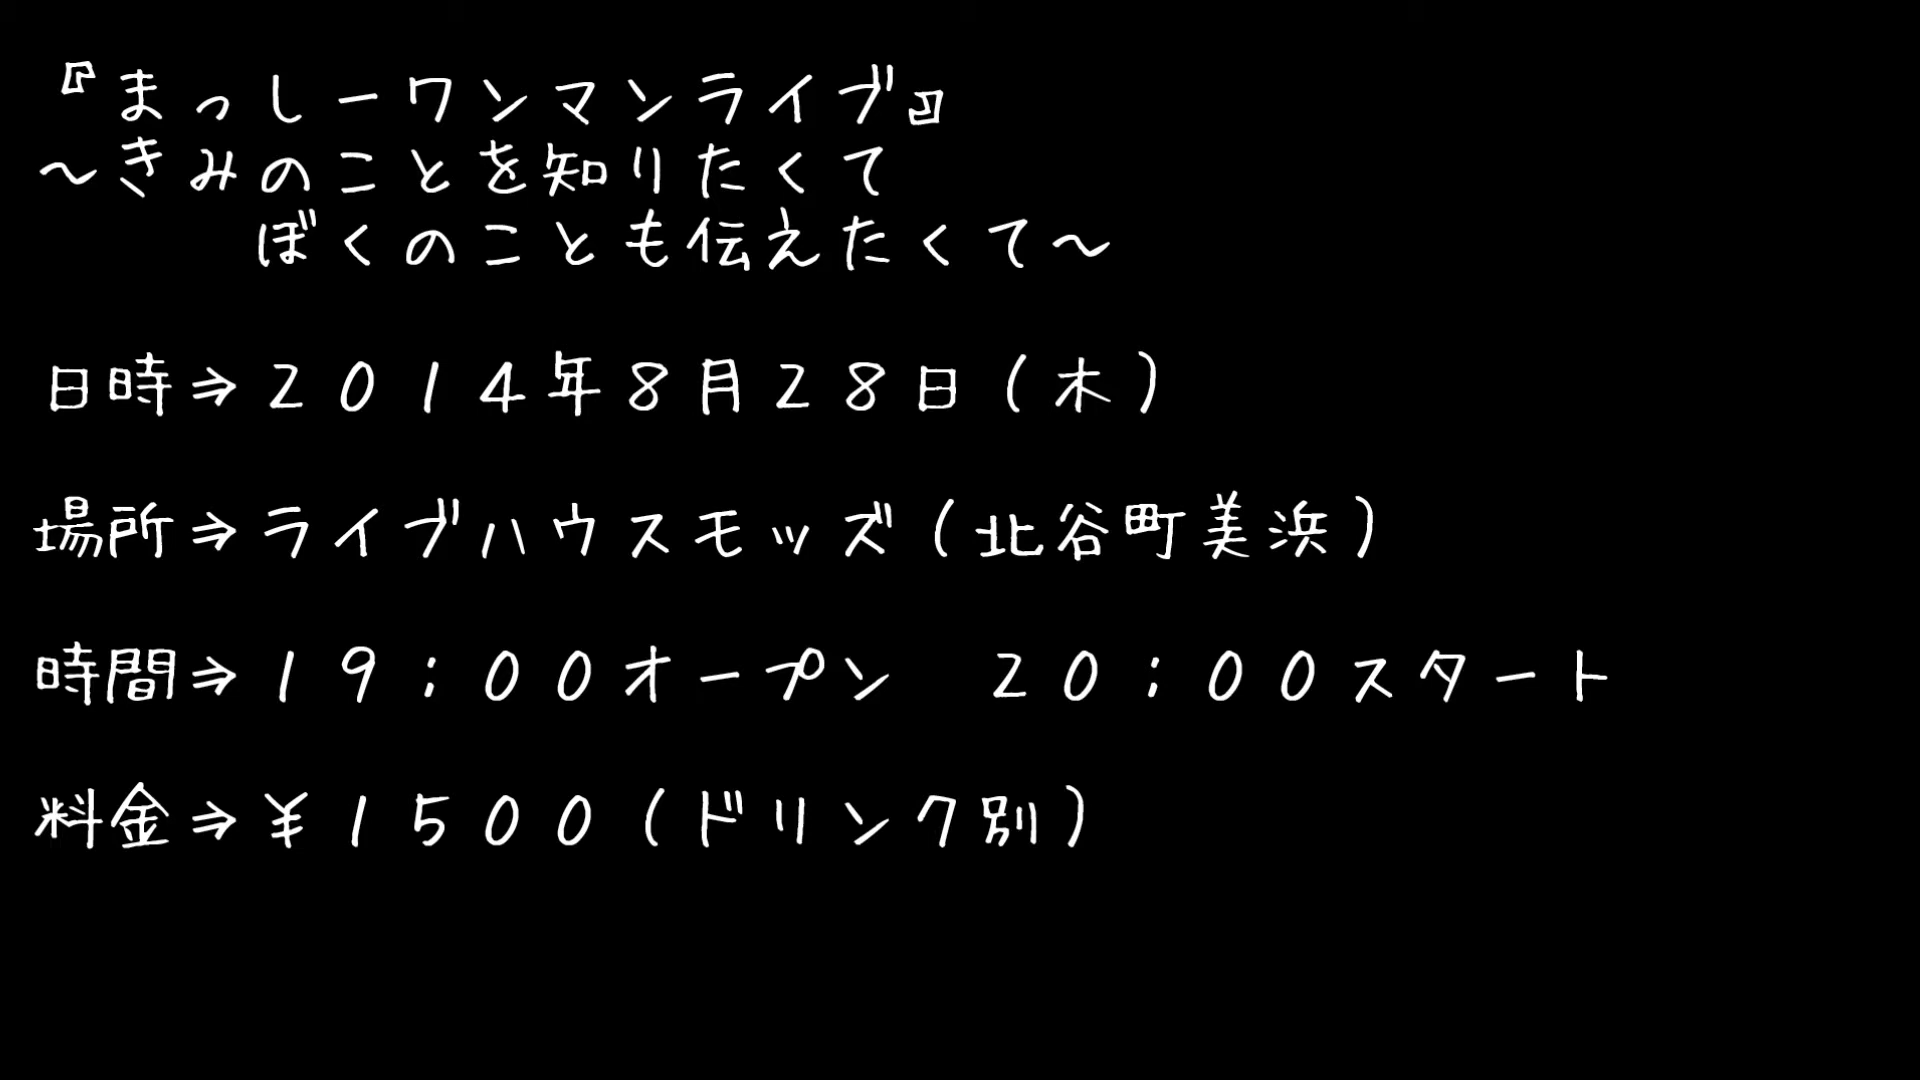 『まっしーワンマンライブ』
～きみのことを知りたくて
ぼくのことも伝えたくて～
日時⇒２０１４年８月２８日（木）
場所⇒ライブハウスモッズ（北谷町美浜）
時間⇒１９：００オープン　２０：００スタート
料金⇒￥１５００（ドリンク別）